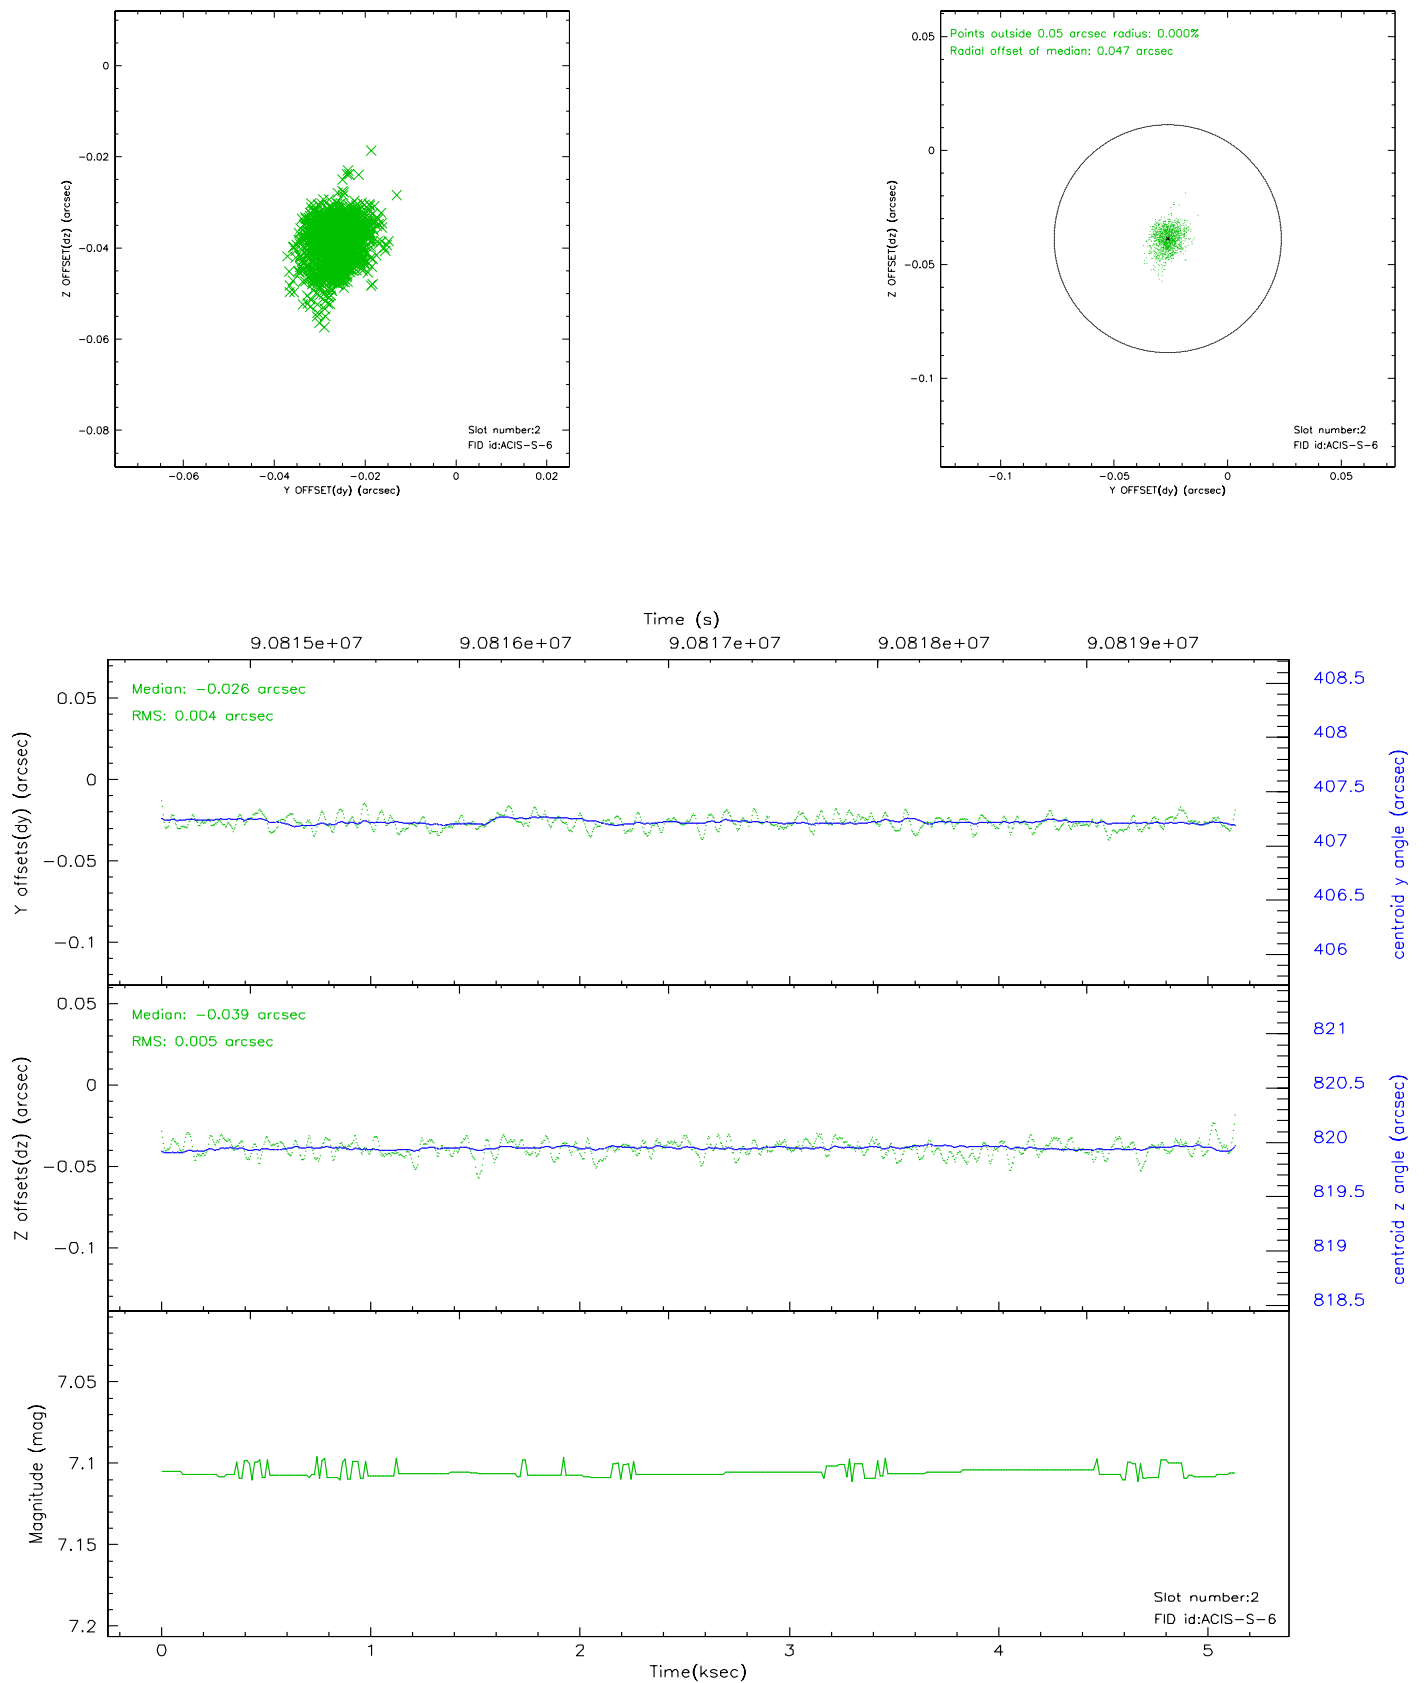 0
-0.02
-0.04
-0.06
-0.08
Z OFFSET(dz) (arcsec)
Slot number:2
FID id:ACIS-S-6
-0.06 -0.04 -0.02 0 0.02
Y OFFSET(dy) (arcsec)
Points outside 0.05 arcsec radius: 0.000%
Radial offset of median: 0.047 arcsec
0.05
0
-0.05
-0.1
Z OFFSET(dz) (arcsec)
Slot number:2
FID id:ACIS-S-6
-0.1 -0.05 0 0.05
Y OFFSET(dy) (arcsec)
Time (s)
9.0815e+07 9.0816e+07 9.0817e+07 9.0818e+07 9.0819e+07
Median: -0.026 arcsec
RMS: 0.004 arcsec
0.05
0
-0.05
-0.1
Y offsets(dy) (arcsec)
408.5
408
407.5
407
406.5
406
centroid y angle (arcsec)
Median: -0.039 arcsec
RMS: 0.005 arcsec
0.05
0
-0.05
-0.1
Z offsets(dz) (arcsec)
821
820.5
820
819.5
819
818.5
centroid z angle (arcsec)
7.05
7.1
7.15
7.2
Magnitude (mag)
Slot number:2
FID id:ACIS-S-6
0 1 2 3 4 5
Time(ksec)